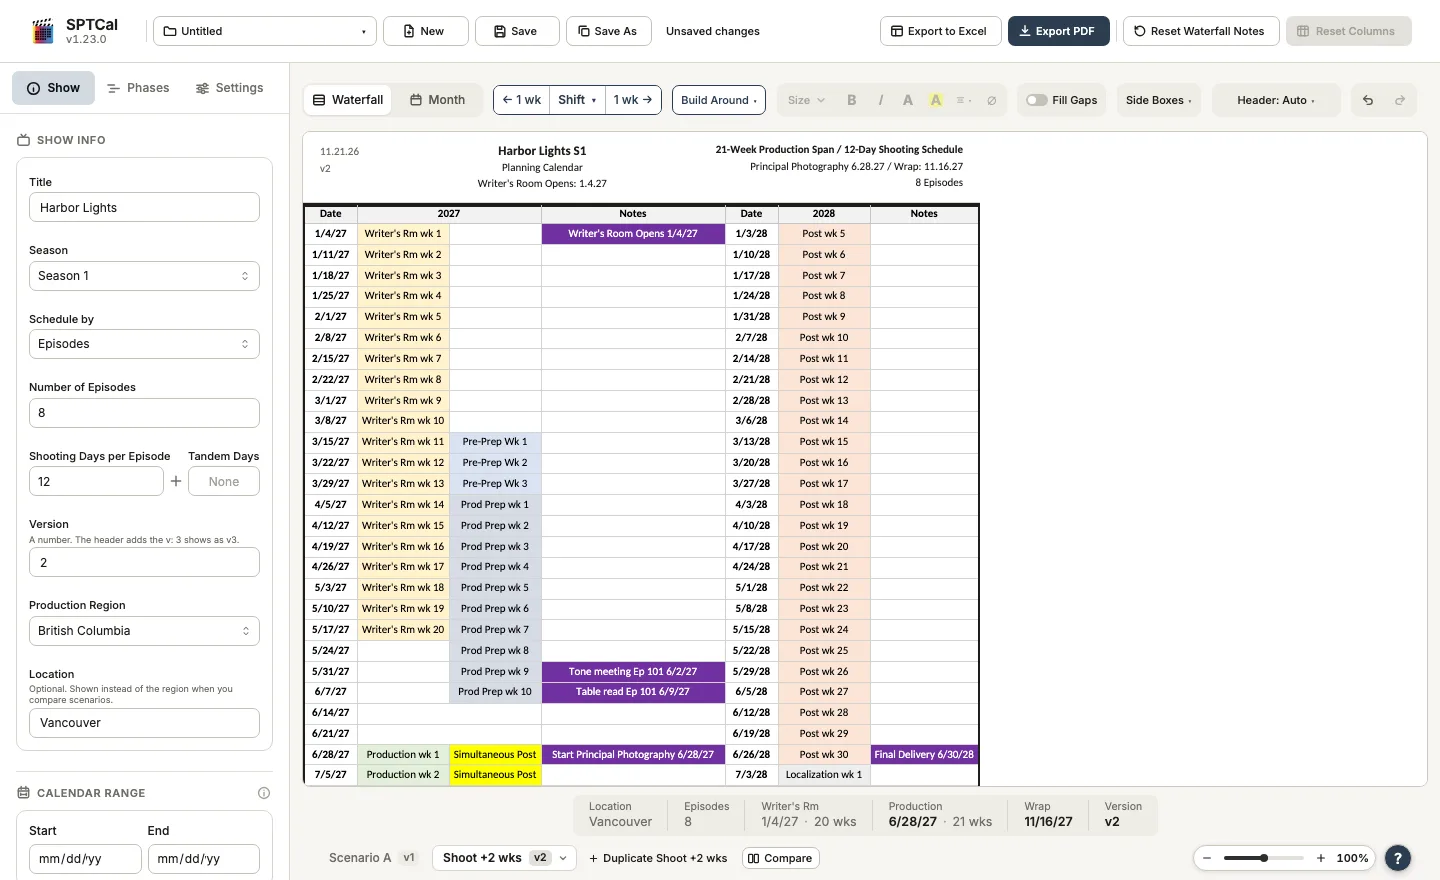 SPTCal
v1.23.0
Untitled
New
Save
Save As
Unsaved changes
Export to Excel
Export PDF
Reset Waterfall Notes
Reset Columns
Show
Phases
Settings
SHOW INFO
Title
Harbor Lights
Season
Season 1
Schedule by
Episodes
Number of Episodes
8
Shooting Days per Episode Tandem Days
12 + None
Version
A number. The header adds the v: 3 shows as v3.
2
Production Region
British Columbia
Location
Optional. Shown instead of the region when you
compare scenarios.
Vancouver
CALENDAR RANGE
Start End
mm/dd/yy mm/dd/yy
Waterfall
Month
← 1 wk Shift 1 wk →
Build Around
Size B I A A
Fill Gaps
Side Boxes
Header: Auto
11.21.26
v2
Harbor Lights S1
Planning Calendar
Writer's Room Opens: 1.4.27
21-Week Production Span / 12-Day Shooting Schedule
Principal Photography 6.28.27 / Wrap: 11.16.27
8 Episodes
Date 2027 Notes Date 2028 Notes
1/4/27 Writer's Rm wk 1 Writer's Room Opens 1/4/27 1/3/28 Post wk 5
1/11/27 Writer's Rm wk 2 1/10/28 Post wk 6
1/18/27 Writer's Rm wk 3 1/17/28 Post wk 7
1/25/27 Writer's Rm wk 4 1/24/28 Post wk 8
2/1/27 Writer's Rm wk 5 1/31/28 Post wk 9
2/8/27 Writer's Rm wk 6 2/7/28 Post wk 10
2/15/27 Writer's Rm wk 7 2/14/28 Post wk 11
2/22/27 Writer's Rm wk 8 2/21/28 Post wk 12
3/1/27 Writer's Rm wk 9 2/28/28 Post wk 13
3/8/27 Writer's Rm wk 10 3/6/28 Post wk 14
3/15/27 Writer's Rm wk 11 Pre-Prep Wk 1 3/13/28 Post wk 15
3/22/27 Writer's Rm wk 12 Pre-Prep Wk 2 3/20/28 Post wk 16
3/29/27 Writer's Rm wk 13 Pre-Prep Wk 3 3/27/28 Post wk 17
4/5/27 Writer's Rm wk 14 Prod Prep wk 1 4/3/28 Post wk 18
4/12/27 Writer's Rm wk 15 Prod Prep wk 2 4/10/28 Post wk 19
4/19/27 Writer's Rm wk 16 Prod Prep wk 3 4/17/28 Post wk 20
4/26/27 Writer's Rm wk 17 Prod Prep wk 4 4/24/28 Post wk 21
5/3/27 Writer's Rm wk 18 Prod Prep wk 5 5/1/28 Post wk 22
5/10/27 Writer's Rm wk 19 Prod Prep wk 6 5/8/28 Post wk 23
5/17/27 Writer's Rm wk 20 Prod Prep wk 7 5/15/28 Post wk 24
5/24/27 Prod Prep wk 8 5/22/28 Post wk 25
5/31/27 Prod Prep wk 9 Tone meeting Ep 101 6/2/27 5/29/28 Post wk 26
6/7/27 Prod Prep wk 10 Table read Ep 101 6/9/27 6/5/28 Post wk 27
6/14/27 6/12/28 Post wk 28
6/21/27 6/19/28 Post wk 29
6/28/27 Production wk 1 Simultaneous Post Start Principal Photography 6/28/27 6/26/28 Post wk 30 Final Delivery 6/30/28
7/5/27 Production wk 2 Simultaneous Post 7/3/28 Localization wk 1
Location Episodes Writer's Rm Production Wrap Version
Vancouver 8 1/4/27 · 20 wks 6/28/27 · 21 wks 11/16/27 v2
Scenario A v1
Shoot +2 wks v2
+ Duplicate Shoot +2 wks
Compare
− + 100% ?